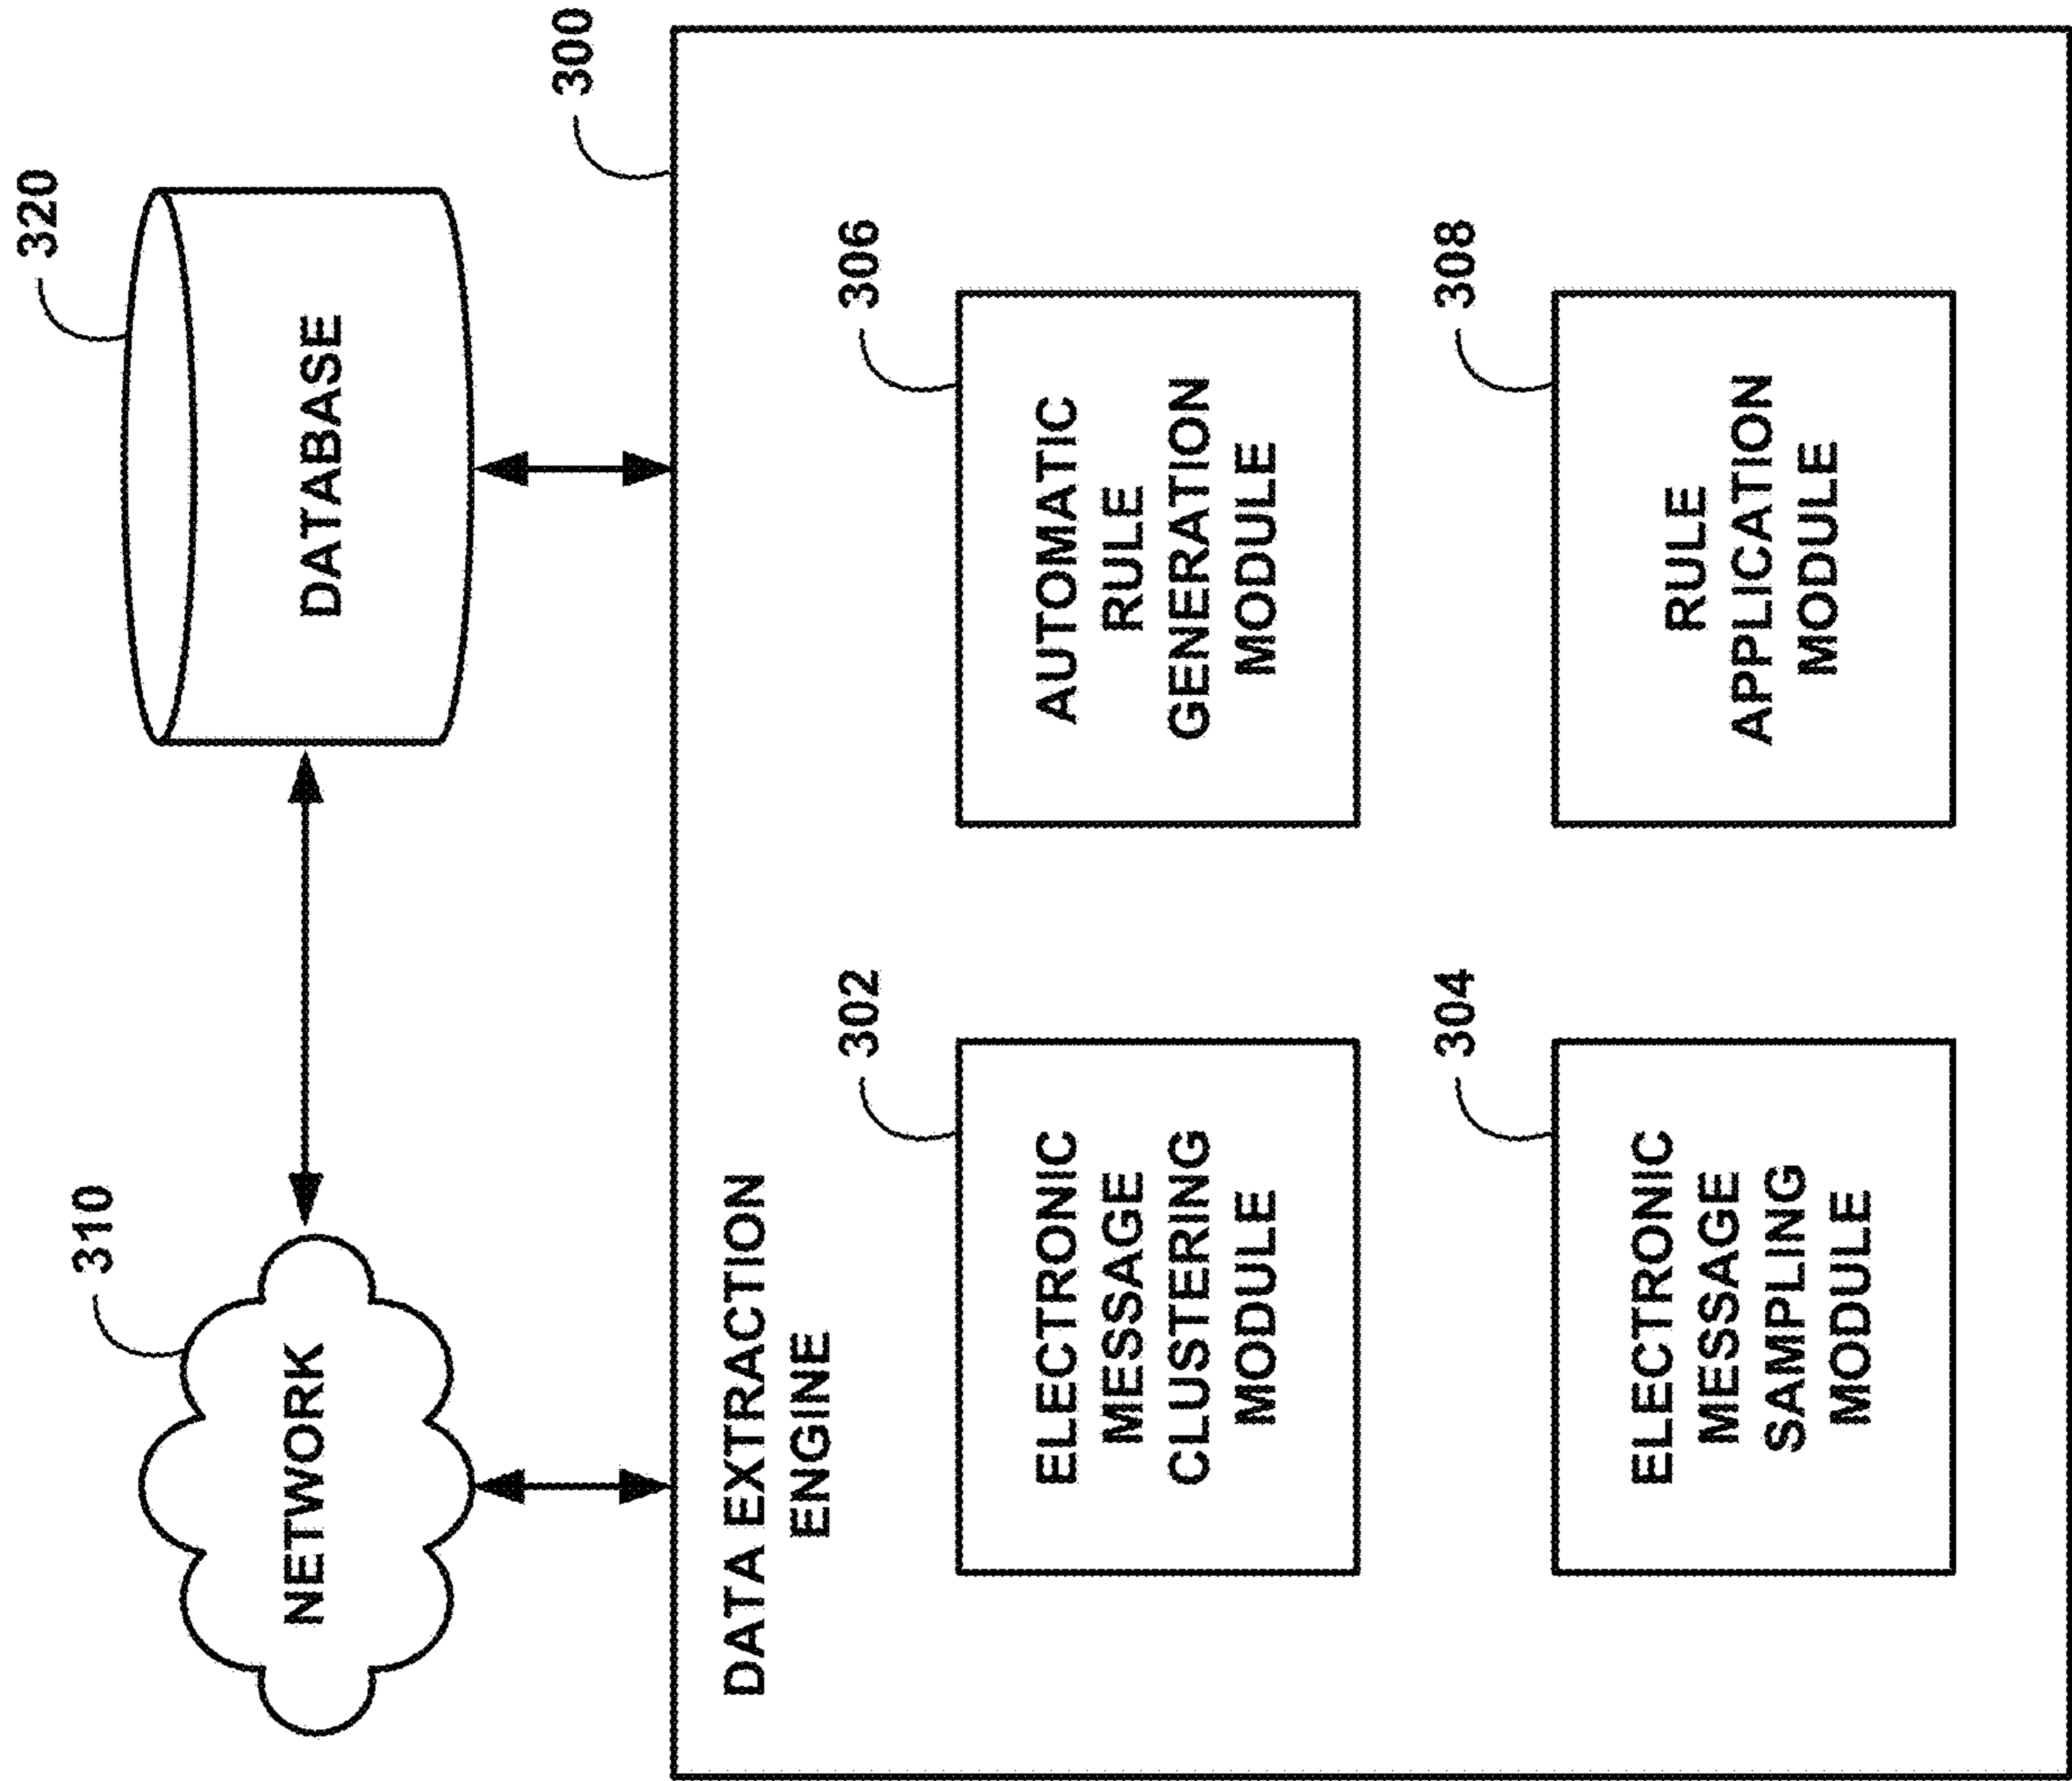 310
NETWORK
320
DATABASE
300
DATA EXTRACTION
ENGINE
302
ELECTRONIC
MESSAGE
CLUSTERING
MODULE
306
AUTOMATIC
RULE
GENERATION
MODULE
304
ELECTRONIC
MESSAGE
SAMPLING
MODULE
308
RULE
APPLICATION
MODULE